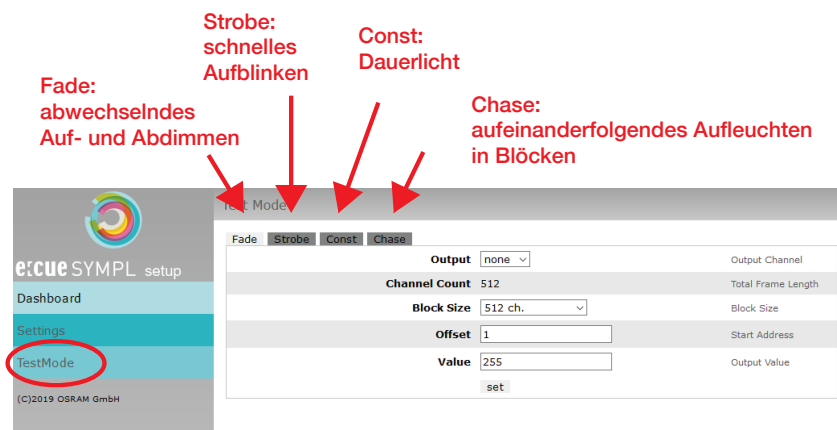 Strobe:
schnelles
Aufblinken
Const:
Dauerlicht
Fade:
abwechselndes
Auf- und Abdimmen
Chase:
aufeinanderfolgendes Aufleuchten
in Blöcken
Test Mode
e:cue SYMPL setup
Dashboard
Settings
TestMode
(C)2019 OSRAM GmbH
Fade Strobe Const Chase
Output none Output Channel
Channel Count 512 Total Frame Length
Block Size 512 ch. Block Size
Offset 1 Start Address
Value 255 Output Value
set